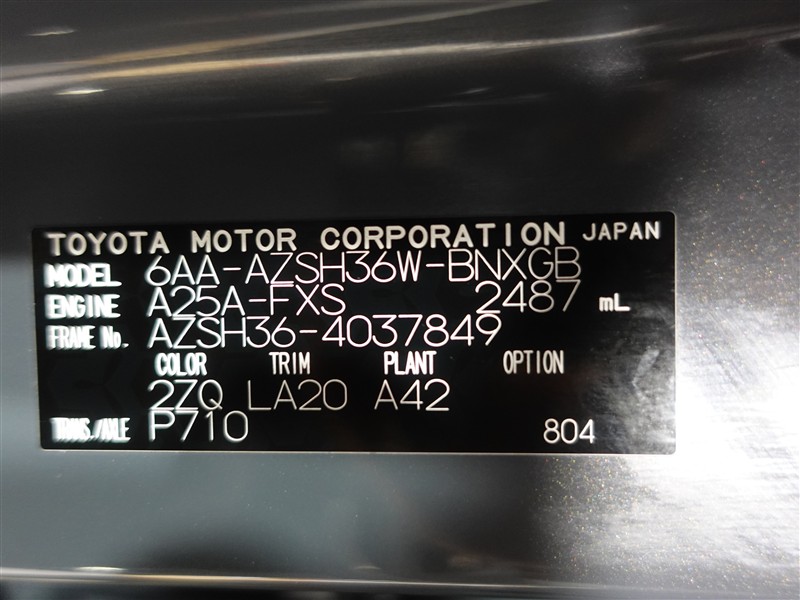 TOYOTA MOTOR CORPORATION JAPAN
MODEL 6AA-AZSH36W-BNXGB
ENGINE A25A-FXS 2487 mL
FRAME No. AZSH36-4037849
COLOR TRIM PLANT OPTION
2ZQ LA20 A42
TRANS./AXLE P710 804